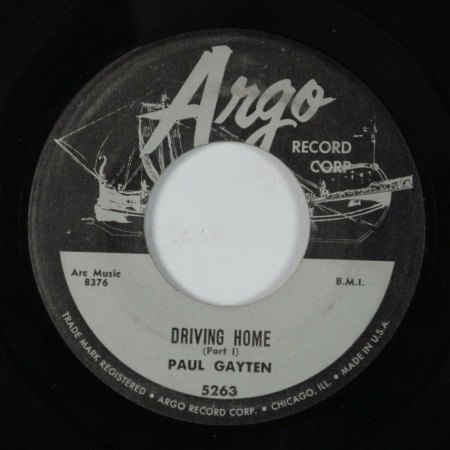 Argo
RECORD
CORP.
Arc Music
8376
B.M.I.
DRIVING HOME
(Part 1)
PAUL GAYTEN
5263
TRADE MARK REGISTERED • ARGO RECORD CORP. • CHICAGO, ILL. • MADE IN U.S.A.